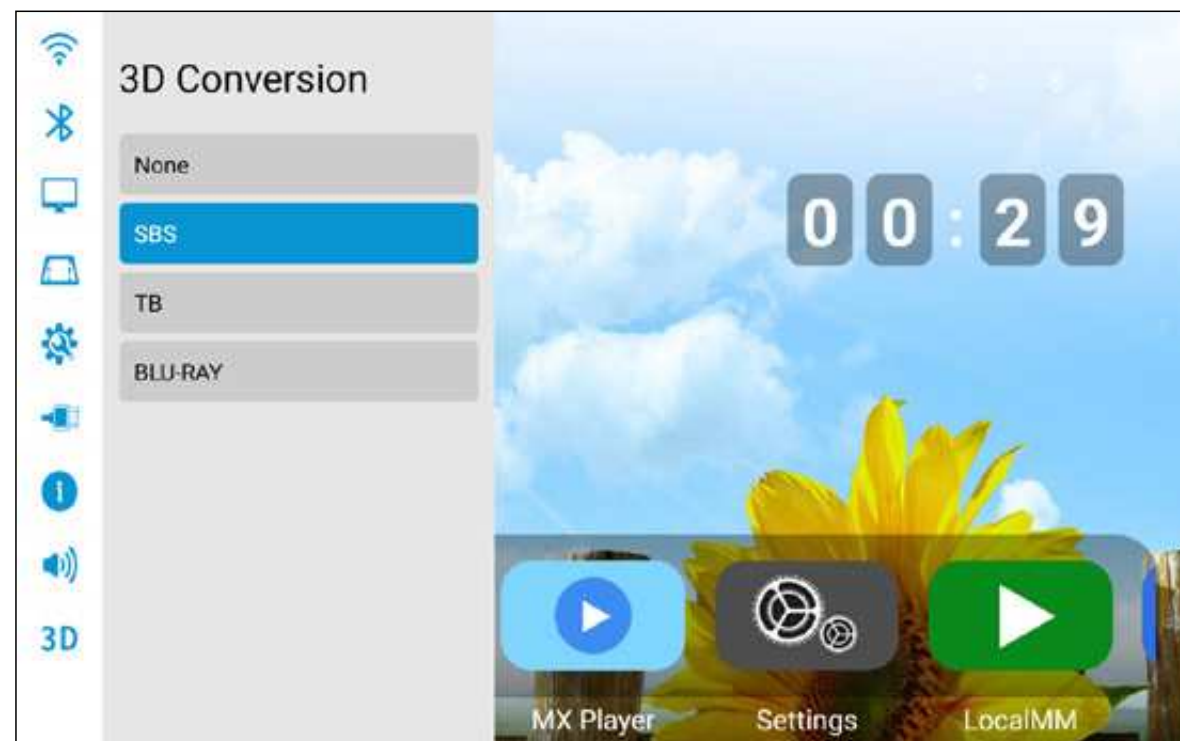 3D Conversion
None
SBS
TB
BLU-RAY
3D
00:29
MX Player
Settings
LocalMM